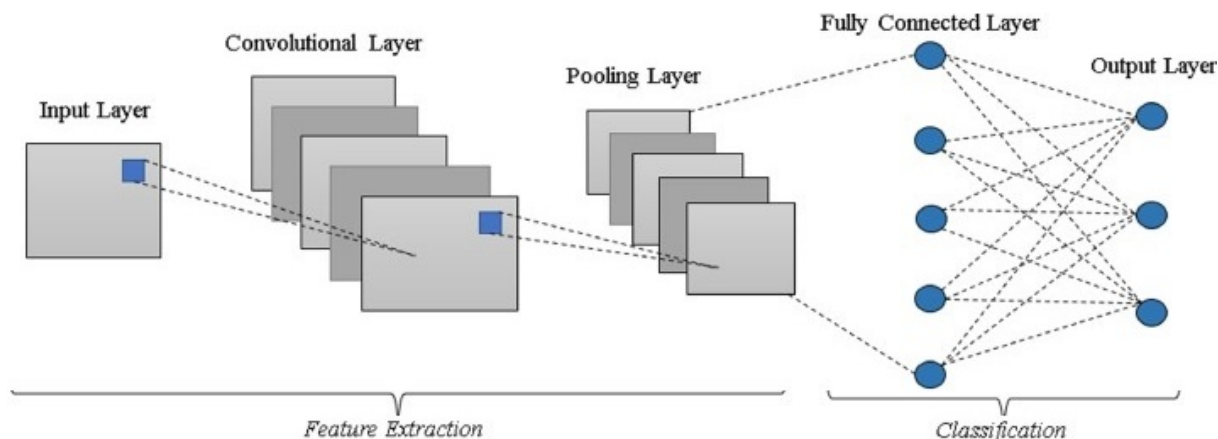 Fully Connected Layer
Convolutional Layer
Pooling Layer
Output Layer
Input Layer
Feature Extraction
Classification